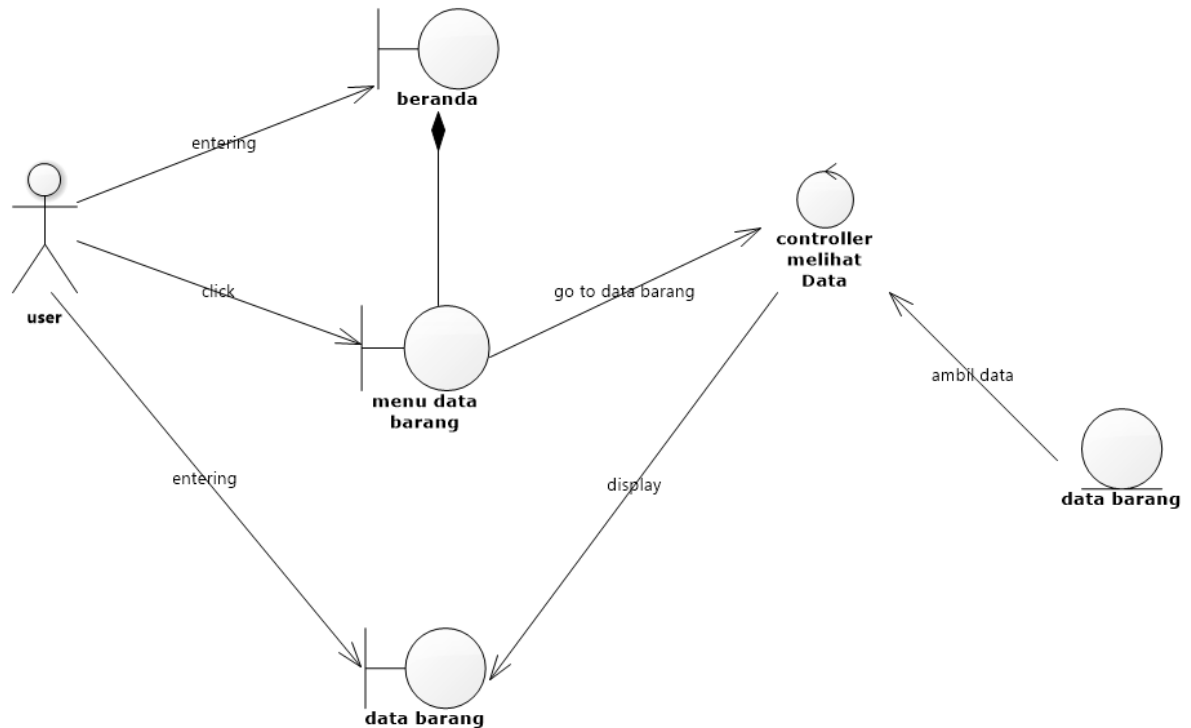 beranda
entering
user
click
controller
melihat
Data
go to data barang
menu data
barang
ambil data
entering
display
data barang
data barang